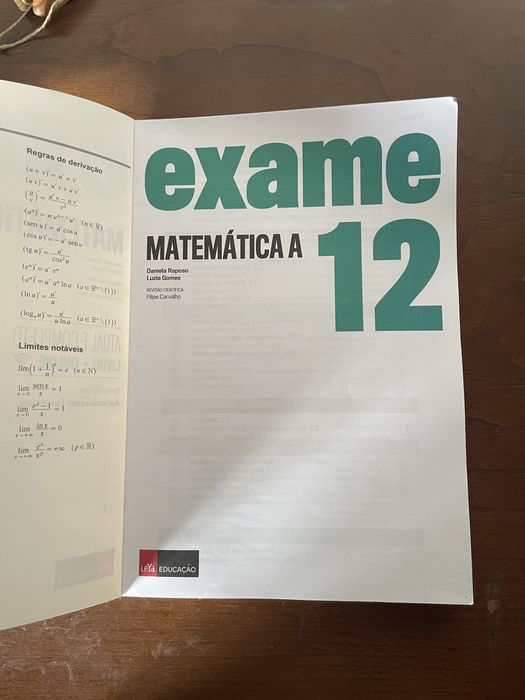 Regras de derivação
(u + v)' = u' + v'
(u v)' = u' v + u v'
(u/v)' = (u' v − u v')/v²
(uⁿ)' = n uⁿ⁻¹ u' (n ∈ ℝ)
(sen u)' = u' cos u
(cos u)' = − u' sen u
(tg u)' = u'/cos² u
(eᵘ)' = u' eᵘ
(aᵘ)' = u' aᵘ ln a (a ∈ ℝ⁺ \ {1})
(ln u)' = u'/u
(logₐ u)' = u'/(u ln a) (a ∈ ℝ⁺ \ {1})
Limites notáveis
lim(1 + 1/n)ⁿ = e (n ∈ ℕ)
lim x→0 sen x/x = 1
lim x→0 (eˣ − 1)/x = 1
lim x→+∞ ln x/x = 0
lim x→+∞ eˣ/xᵖ = +∞ (p ∈ ℝ)
exame
MATEMÁTICA A
12
Daniela Raposo
Luzia Gomes
REVISÃO CIENTÍFICA
Filipe Carvalho
LeYa EDUCAÇÃO